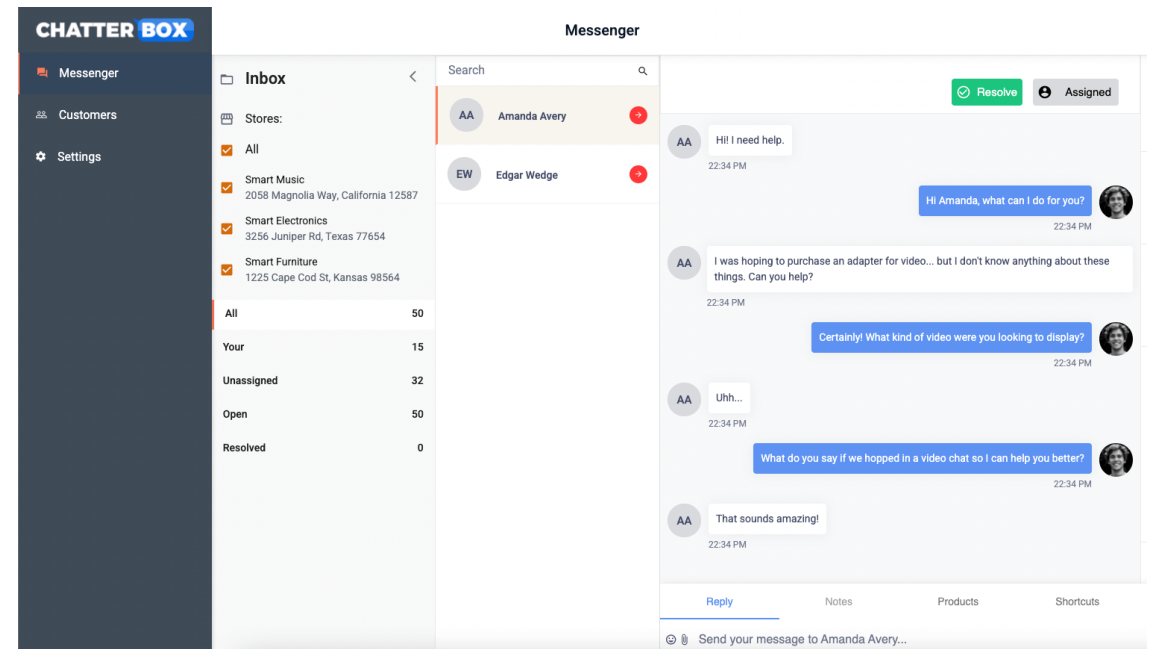 CHATTER BOX
Messenger
Messenger
Customers
Settings
Inbox
Stores:
All
Smart Music
2058 Magnolia Way, California 12587
Smart Electronics
3256 Juniper Rd, Texas 77654
Smart Furniture
1225 Cape Cod St, Kansas 98564
All 50
Your 15
Unassigned 32
Open 50
Resolved 0
Search
AA Amanda Avery
EW Edgar Wedge
Resolve Assigned
AA Hi! I need help.
22:34 PM
Hi Amanda, what can I do for you?
22:34 PM
AA I was hoping to purchase an adapter for video... but I don't know anything about these
things. Can you help?
22:34 PM
Certainly! What kind of video were you looking to display?
22:34 PM
AA Uhh...
22:34 PM
What do you say if we hopped in a video chat so I can help you better?
22:34 PM
AA That sounds amazing!
22:34 PM
Reply Notes Products Shortcuts
Send your message to Amanda Avery...